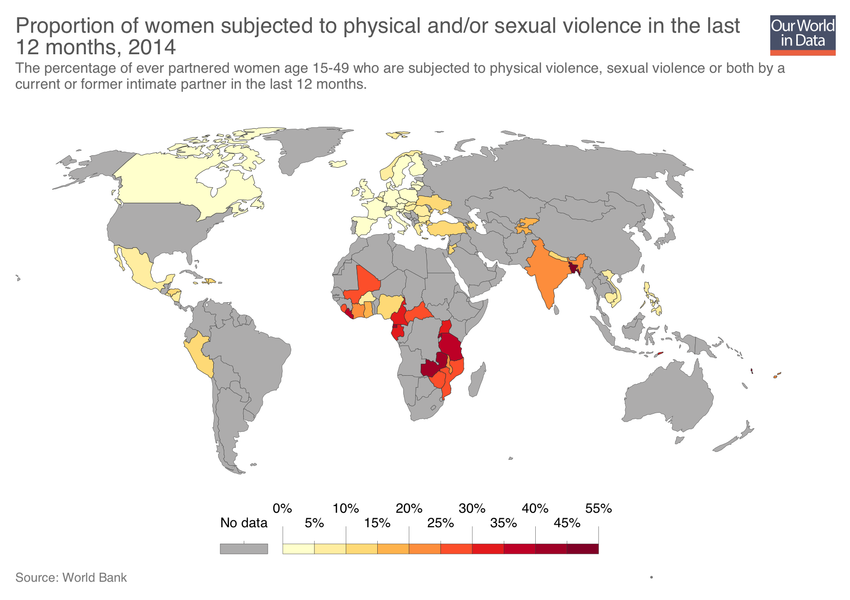 Proportion of women subjected to physical and/or sexual violence in the last
12 months, 2014
Our World
in Data
The percentage of ever partnered women age 15-49 who are subjected to physical violence, sexual violence or both by a
current or former intimate partner in the last 12 months.
0% 10% 20% 30% 40% 55%
No data 5% 15% 25% 35% 45%
Source: World Bank